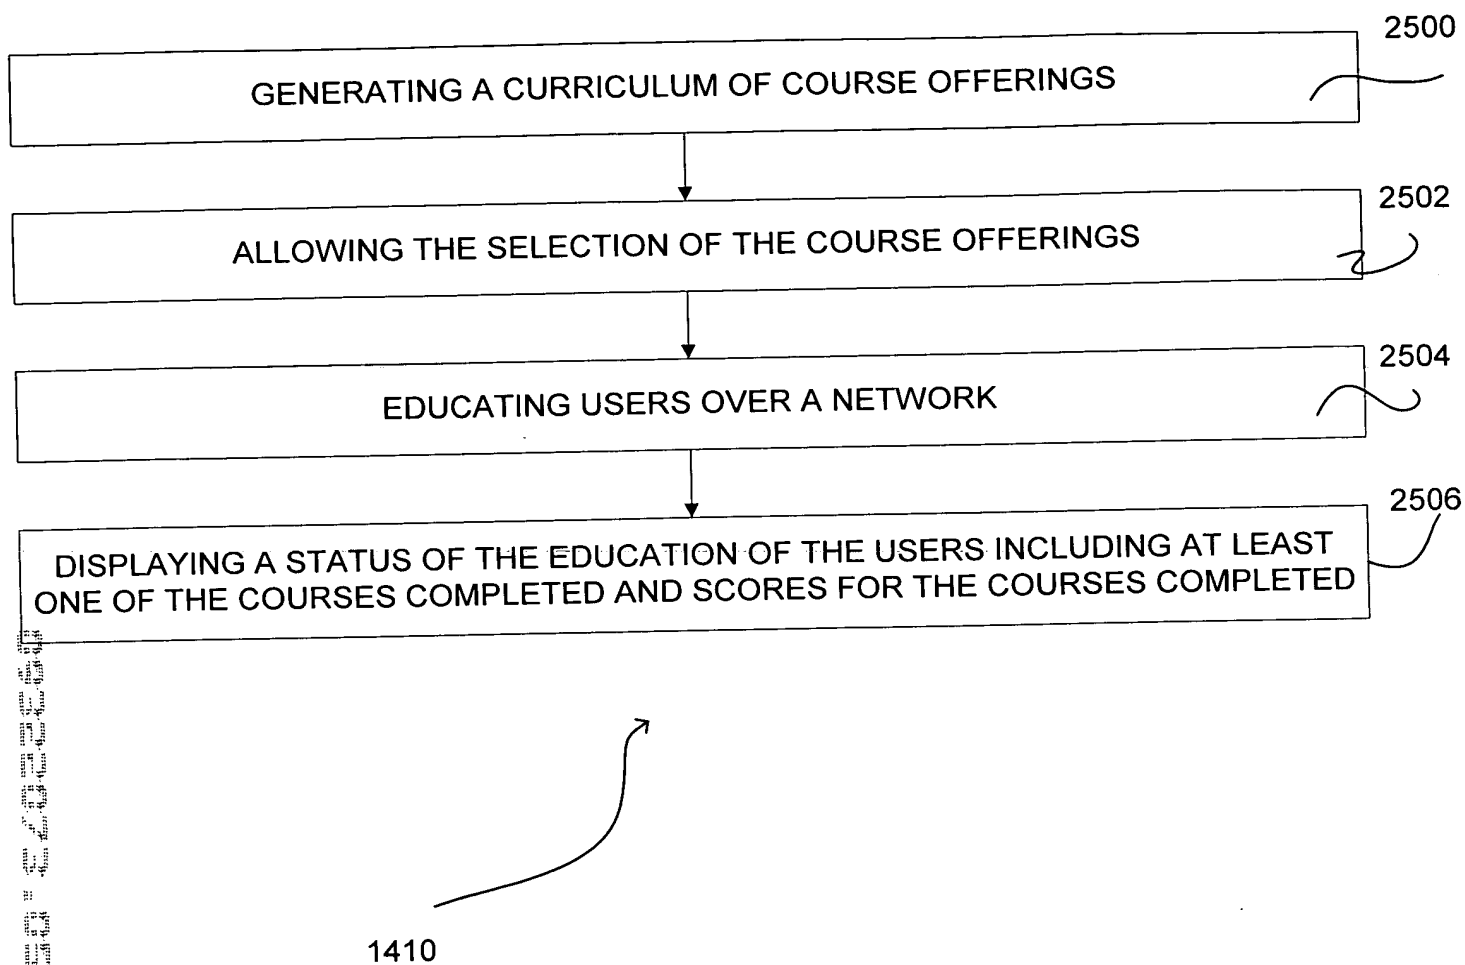 2500
GENERATING A CURRICULUM OF COURSE OFFERINGS
2502
ALLOWING THE SELECTION OF THE COURSE OFFERINGS
2504
EDUCATING USERS OVER A NETWORK
2506
DISPLAYING A STATUS OF THE EDUCATION OF THE USERS INCLUDING AT LEAST
ONE OF THE COURSES COMPLETED AND SCORES FOR THE COURSES COMPLETED
1410